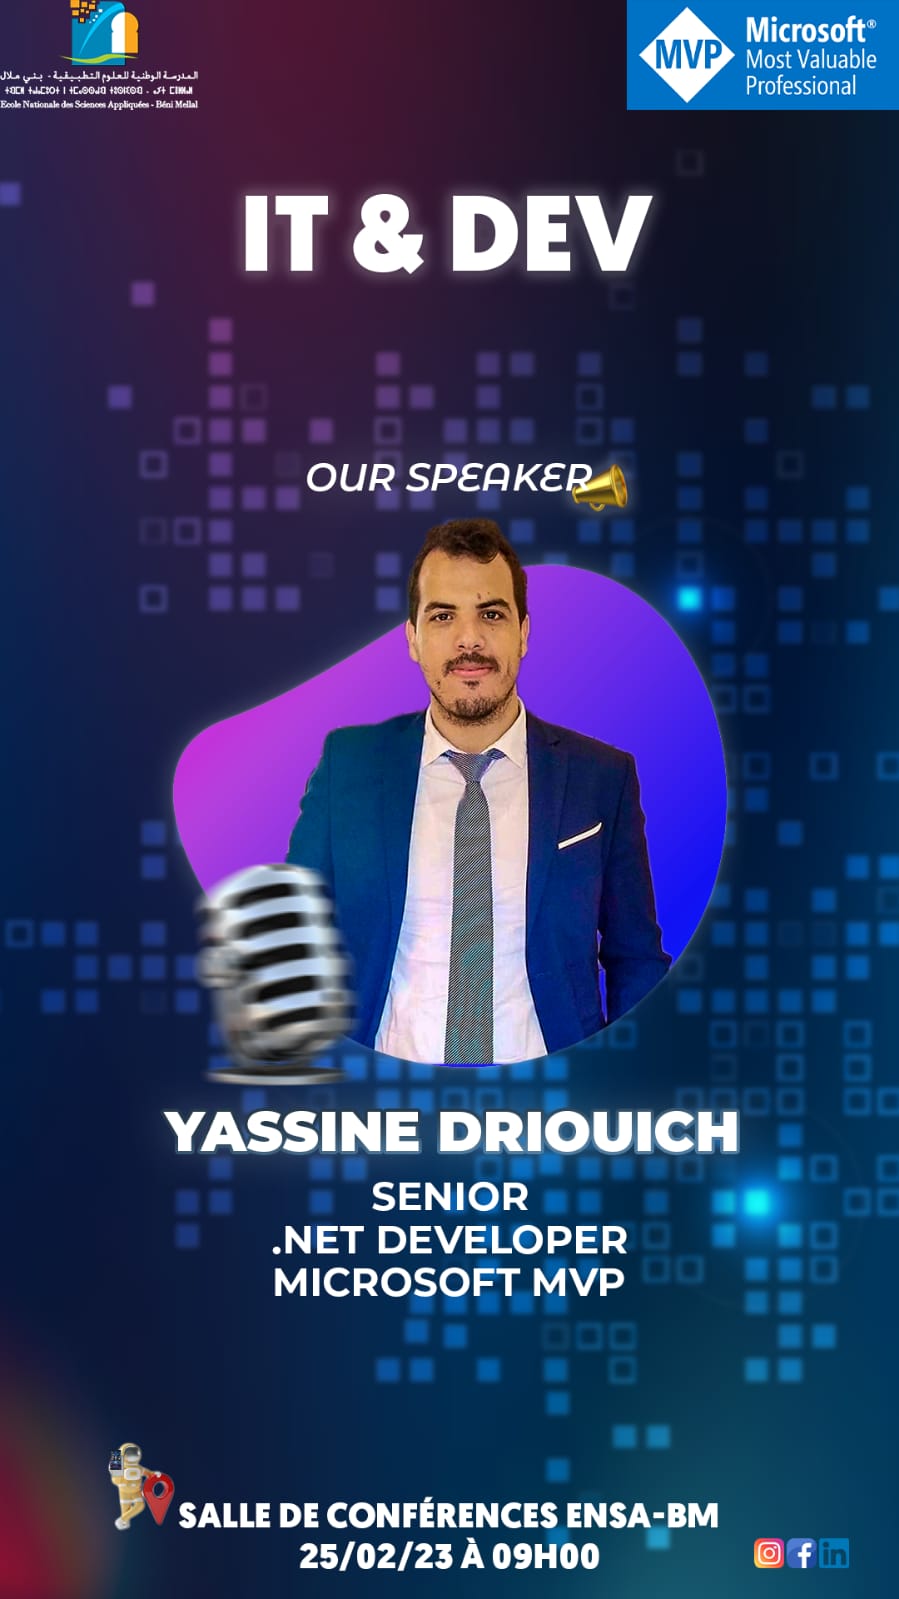 المدرسة الوطنية للعلوم التطبيقية - بني ملال
Ecole Nationale des Sciences Appliquées - Béni Mellal
MVP
Microsoft®
Most Valuable
Professional
IT & DEV
OUR SPEAKER
YASSINE DRIOUICH
SENIOR
.NET DEVELOPER
MICROSOFT MVP
SALLE DE CONFÉRENCES ENSA-BM
25/02/23 À 09H00